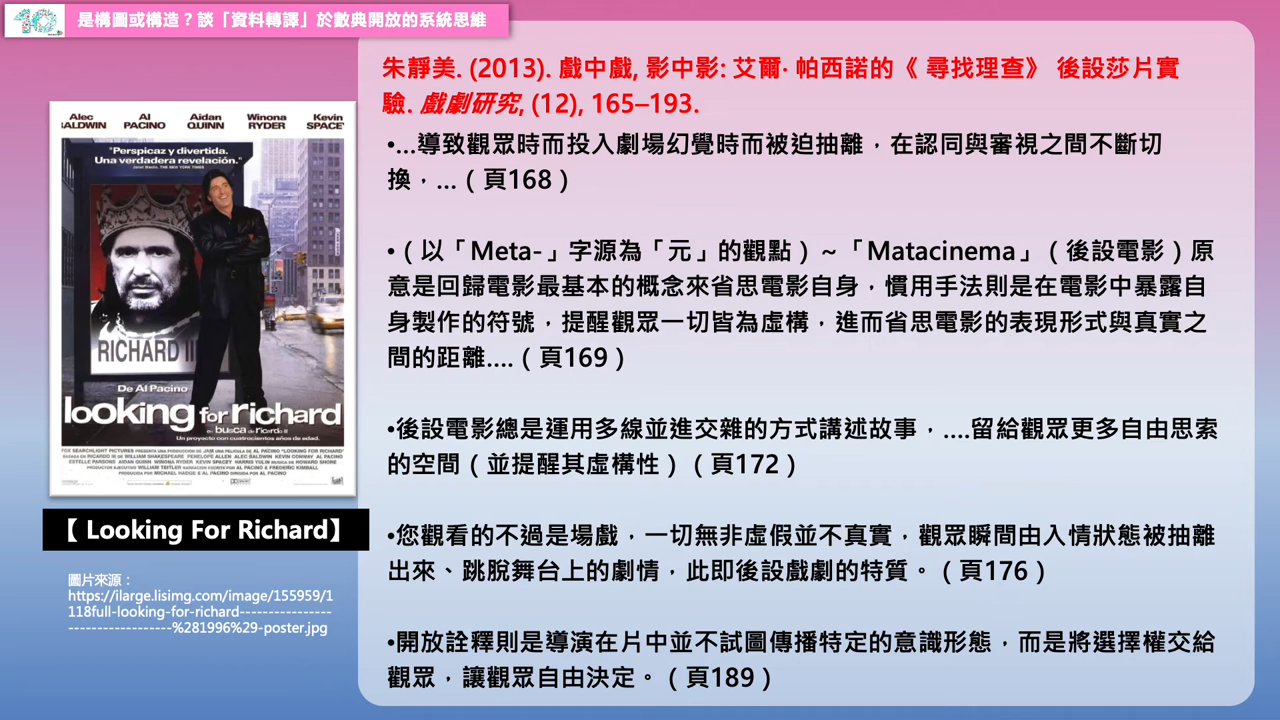 10
是構圖或構造？談「資料轉譯」於數典開放的系統思維
朱靜美. (2013). 戲中戲, 影中影: 艾爾· 帕西諾的《 尋找理查》 後設莎片實
驗. 戲劇研究, (12), 165–193.
•…導致觀眾時而投入劇場幻覺時而被迫抽離，在認同與審視之間不斷切
換，…（頁168）
•（以「Meta-」字源為「元」的觀點）~「Matacinema」（後設電影）原
意是回歸電影最基本的概念來省思電影自身，慣用手法則是在電影中暴露自
身製作的符號，提醒觀眾一切皆為虛構，進而省思電影的表現形式與真實之
間的距離....（頁169）
•後設電影總是運用多線並進交雜的方式講述故事，....留給觀眾更多自由思索
的空間（並提醒其虛構性）（頁172）
•您觀看的不過是場戲，一切無非虛假並不真實，觀眾瞬間由入情狀態被抽離
出來、跳脫舞台上的劇情，此即後設戲劇的特質。（頁176）
•開放詮釋則是導演在片中並不試圖傳播特定的意識形態，而是將選擇權交給
觀眾，讓觀眾自由決定。（頁189）
Alec Al Aidan Winona Kevin
BALDWIN PACINO QUINN RYDER SPACEY
"Perspicaz y divertida.
Una verdadera revelación."
RICHARD III
De Al Pacino
looking for richard
en busca de ricardo III
Un proyecto con cuatrocientos años de edad.
【 Looking For Richard】
圖片來源：
https://ilarge.lisimg.com/image/155959/1
118full-looking-for-richard----------------
------------------%281996%29-poster.jpg